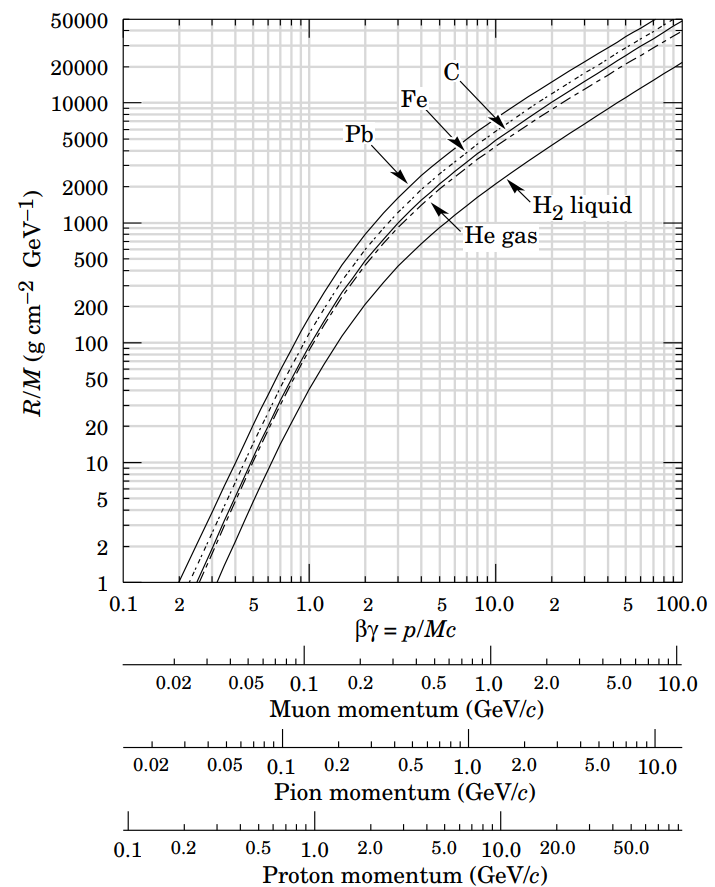 50000
20000
10000
5000
2000
1000
500
200
100
50
20
10
5
2
1
R/M (g cm−2 GeV−1)
C
Fe
Pb
H2 liquid
He gas
0.1 2 5 1.0 2 5 10.0 2 5 100.0
βγ = p/Mc
0.02 0.05 0.1 0.2 0.5 1.0 2.0 5.0 10.0
Muon momentum (GeV/c)
0.02 0.05 0.1 0.2 0.5 1.0 2.0 5.0 10.0
Pion momentum (GeV/c)
0.1 0.2 0.5 1.0 2.0 5.0 10.0 20.0 50.0
Proton momentum (GeV/c)